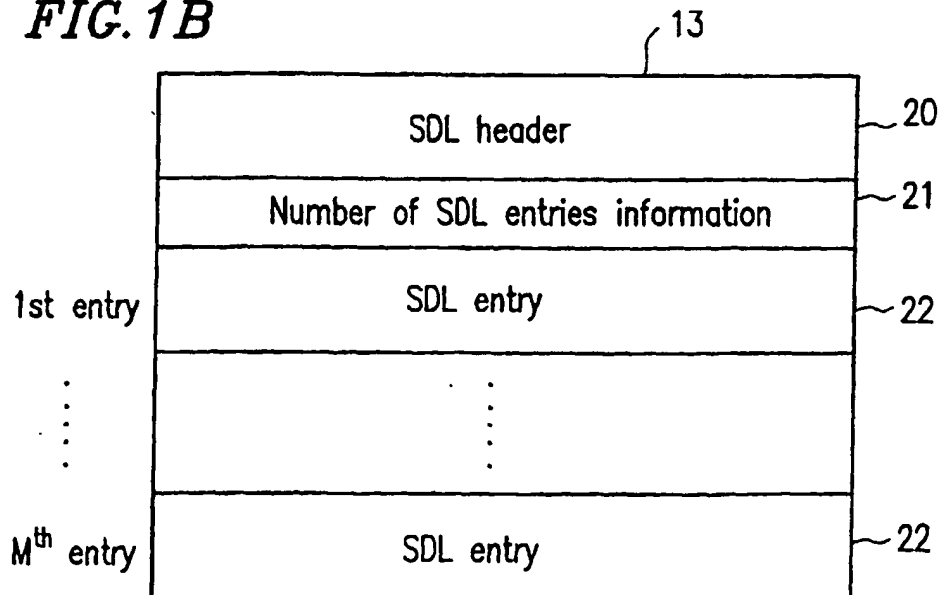 FIG. 1B
13
SDL header
20
Number of SDL entries information
21
1st entry
SDL entry
22
Mth entry
SDL entry
22